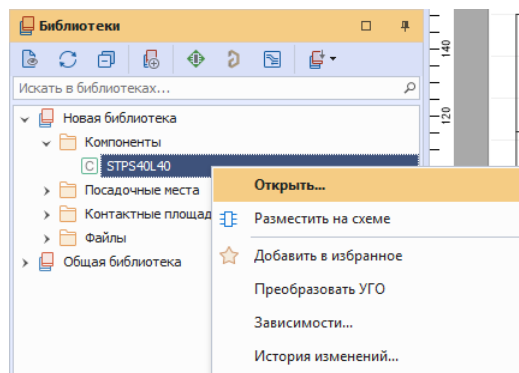 Библиотеки
Искать в библиотеках...
Новая библиотека
Компоненты
C STPS40L40
Посадочные места
Контактные площад
Файлы
Общая библиотека
Открыть...
Разместить на схеме
Добавить в избранное
Преобразовать УГО
Зависимости...
История изменений...
140
120